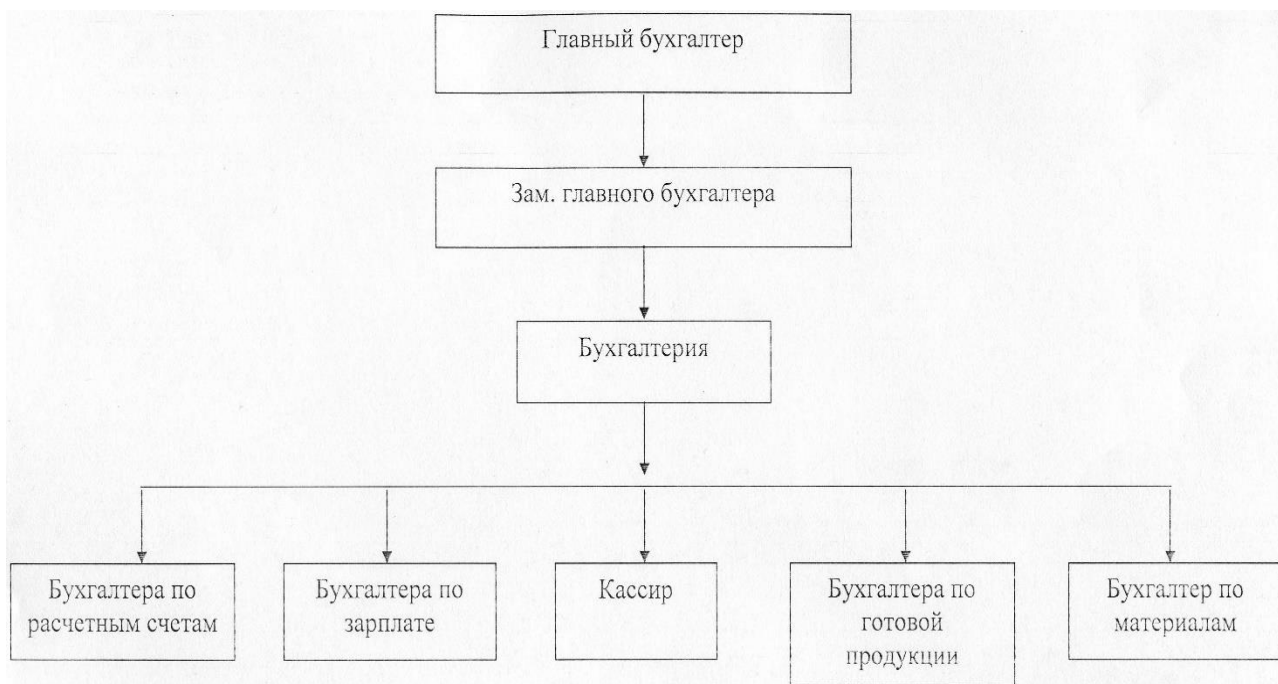 Главный бухгалтер
Зам. главного бухгалтера
Бухгалтерия
Бухгалтера по
расчетным счетам
Бухгалтера по
зарплате
Кассир
Бухгалтера по
готовой
продукции
Бухгалтер по
материалам